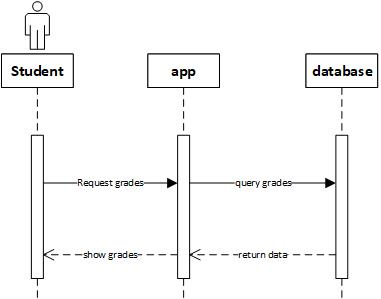 Student
app
database
Request grades
query grades
show grades
return data